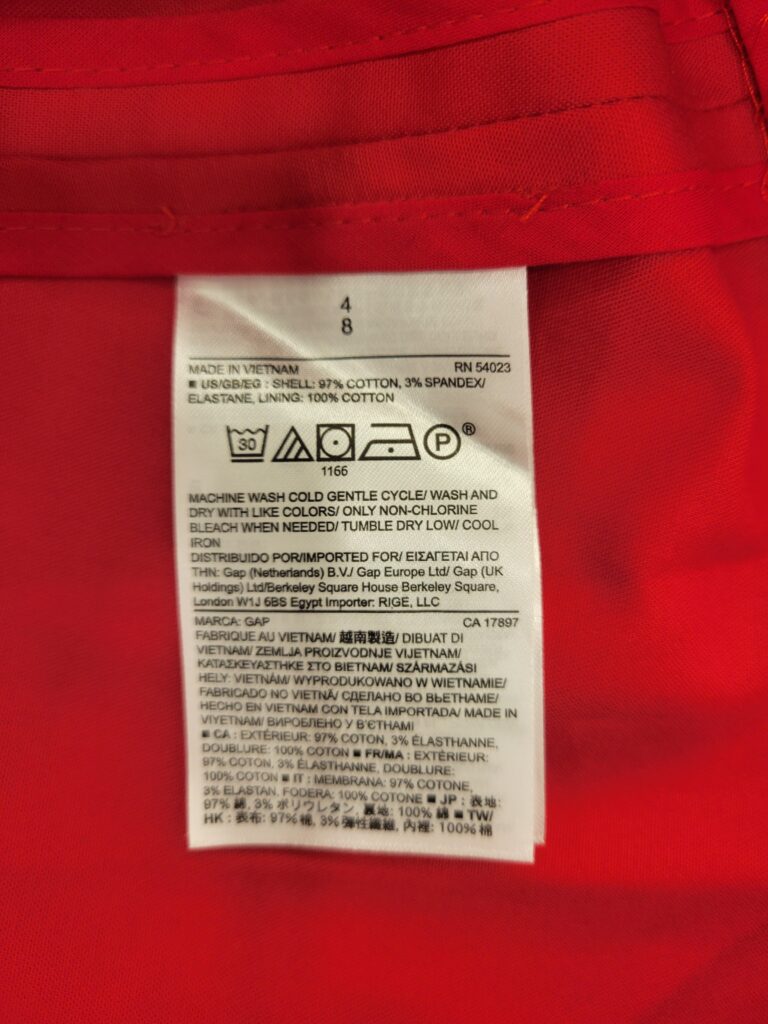 4
8
MADE IN VIETNAM RN 54023
■ US/GB/EG : SHELL: 97% COTTON, 3% SPANDEX/
ELASTANE, LINING: 100% COTTON
30 P ®
1166
MACHINE WASH COLD GENTLE CYCLE/ WASH AND
DRY WITH LIKE COLORS/ ONLY NON-CHLORINE
BLEACH WHEN NEEDED/ TUMBLE DRY LOW/ COOL
IRON
DISTRIBUIDO POR/IMPORTED FOR/ ΕΙΣΑΓΕΤΑΙ ΑΠΟ
ΤΗΝ: Gap (Netherlands) B.V./ Gap Europe Ltd/ Gap (UK
Holdings) Ltd/Berkeley Square House Berkeley Square,
London W1J 6BS Egypt Importer: RIGE, LLC
MARCA: GAP CA 17897
FABRIQUE AU VIETNAM/ 越南製造/ DIBUAT DI
VIETNAM/ ZEMLJA PROIZVODNJE VIJETNAM/
ΚΑΤΑΣΚΕΥΑΣΤΗΚΕ ΣΤΟ ΒΙΕΤΝΑΜ/ SZÁRMAZÁSI
HELY: VIETNÁM/ WYPRODUKOWANO W WIETNAMIE/
FABRICADO NO VIETNÃ/ СДЕЛАНО ВО ВЬЕТНАМЕ/
HECHO EN VIETNAM CON TELA IMPORTADA/ MADE IN
VIYETNAM/ ВИРОБЛЕНО У В'ЄТНАМІ
■ CA : EXTÉRIEUR: 97% COTON, 3% ÉLASTHANNE,
DOUBLURE: 100% COTON ■ FR/MA : EXTÉRIEUR:
97% COTON, 3% ÉLASTHANNE, DOUBLURE:
100% COTON ■ IT : MEMBRANA: 97% COTONE,
3% ELASTAN, FODERA: 100% COTONE ■ JP : 表地:
97% 綿, 3% ポリウレタン, 裏地: 100% 綿 ■ TW/
HK : 表布: 97% 棉, 3% 彈性纖維, 內裡: 100% 棉